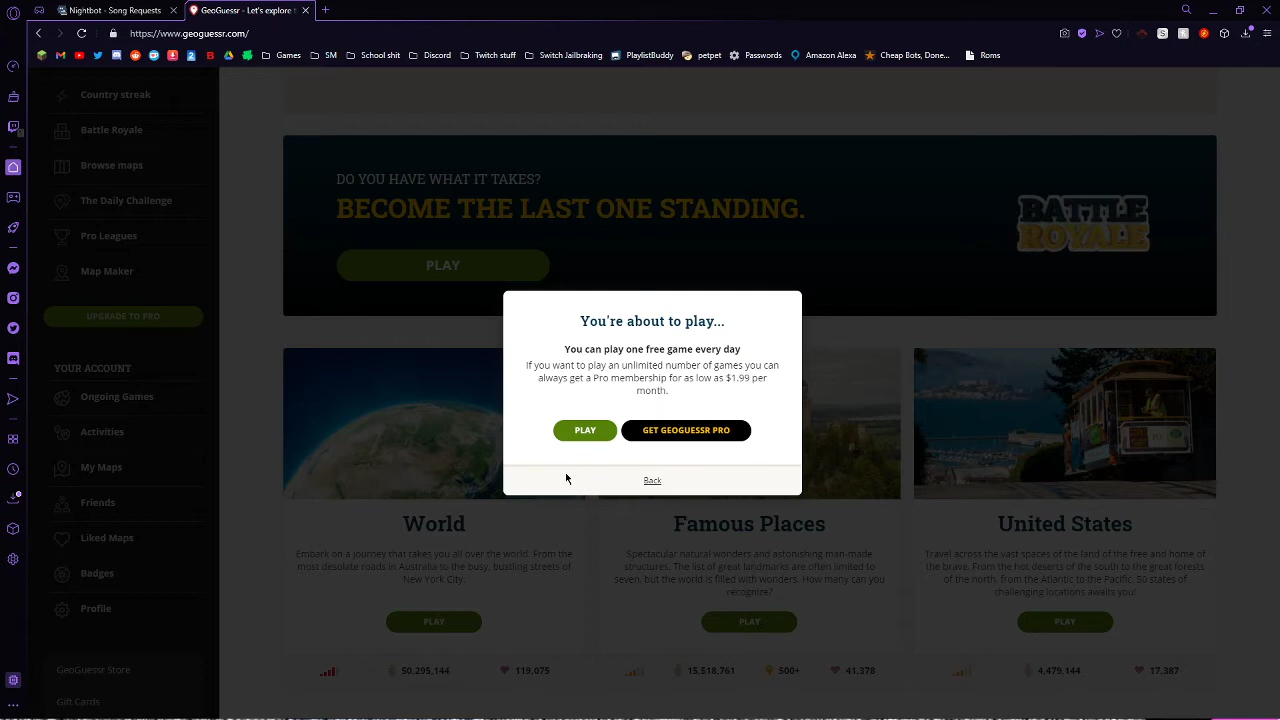 Nightbot - Song Requests
GeoGuessr - Let's explore t
https://www.geoguessr.com/
Games
SM
School shit
Discord
Twitch stuff
Switch Jailbraking
PlaylistBuddy
petpet
Passwords
Amazon Alexa
Cheap Bots, Done...
Roms
Country streak
Battle Royale
Browse maps
The Daily Challenge
Pro Leagues
Map Maker
UPGRADE TO PRO
YOUR ACCOUNT
Ongoing Games
Activities
My Maps
Friends
Liked Maps
Badges
Profile
GeoGuessr Store
Gift Cards
DO YOU HAVE WHAT IT TAKES?
BECOME THE LAST ONE STANDING.
PLAY
BATTLE
ROYALE
You're about to play...
You can play one free game every day
If you want to play an unlimited number of games you can
always get a Pro membership for as low as $1.99 per
month.
PLAY
GET GEOGUESSR PRO
Back
World
Embark on a journey that takes you all over the world. From the
most desolate roads in Australia to the busy, bustling streets of
New York City.
PLAY
50,295,144
119,075
Famous Places
Spectacular natural wonders and astonishing man-made
structures. The list of great landmarks are often limited to
seven, but the world is filled with wonders. How many can you
recognize?
PLAY
15,518,761
500+
41,378
United States
Travel across the vast spaces of the land of the free and home of
the brave. From the hot deserts of the south to the great forests
of the north, from the Atlantic to the Pacific, 50 states of
challenging locations awaits you!
PLAY
4,479,144
17,387